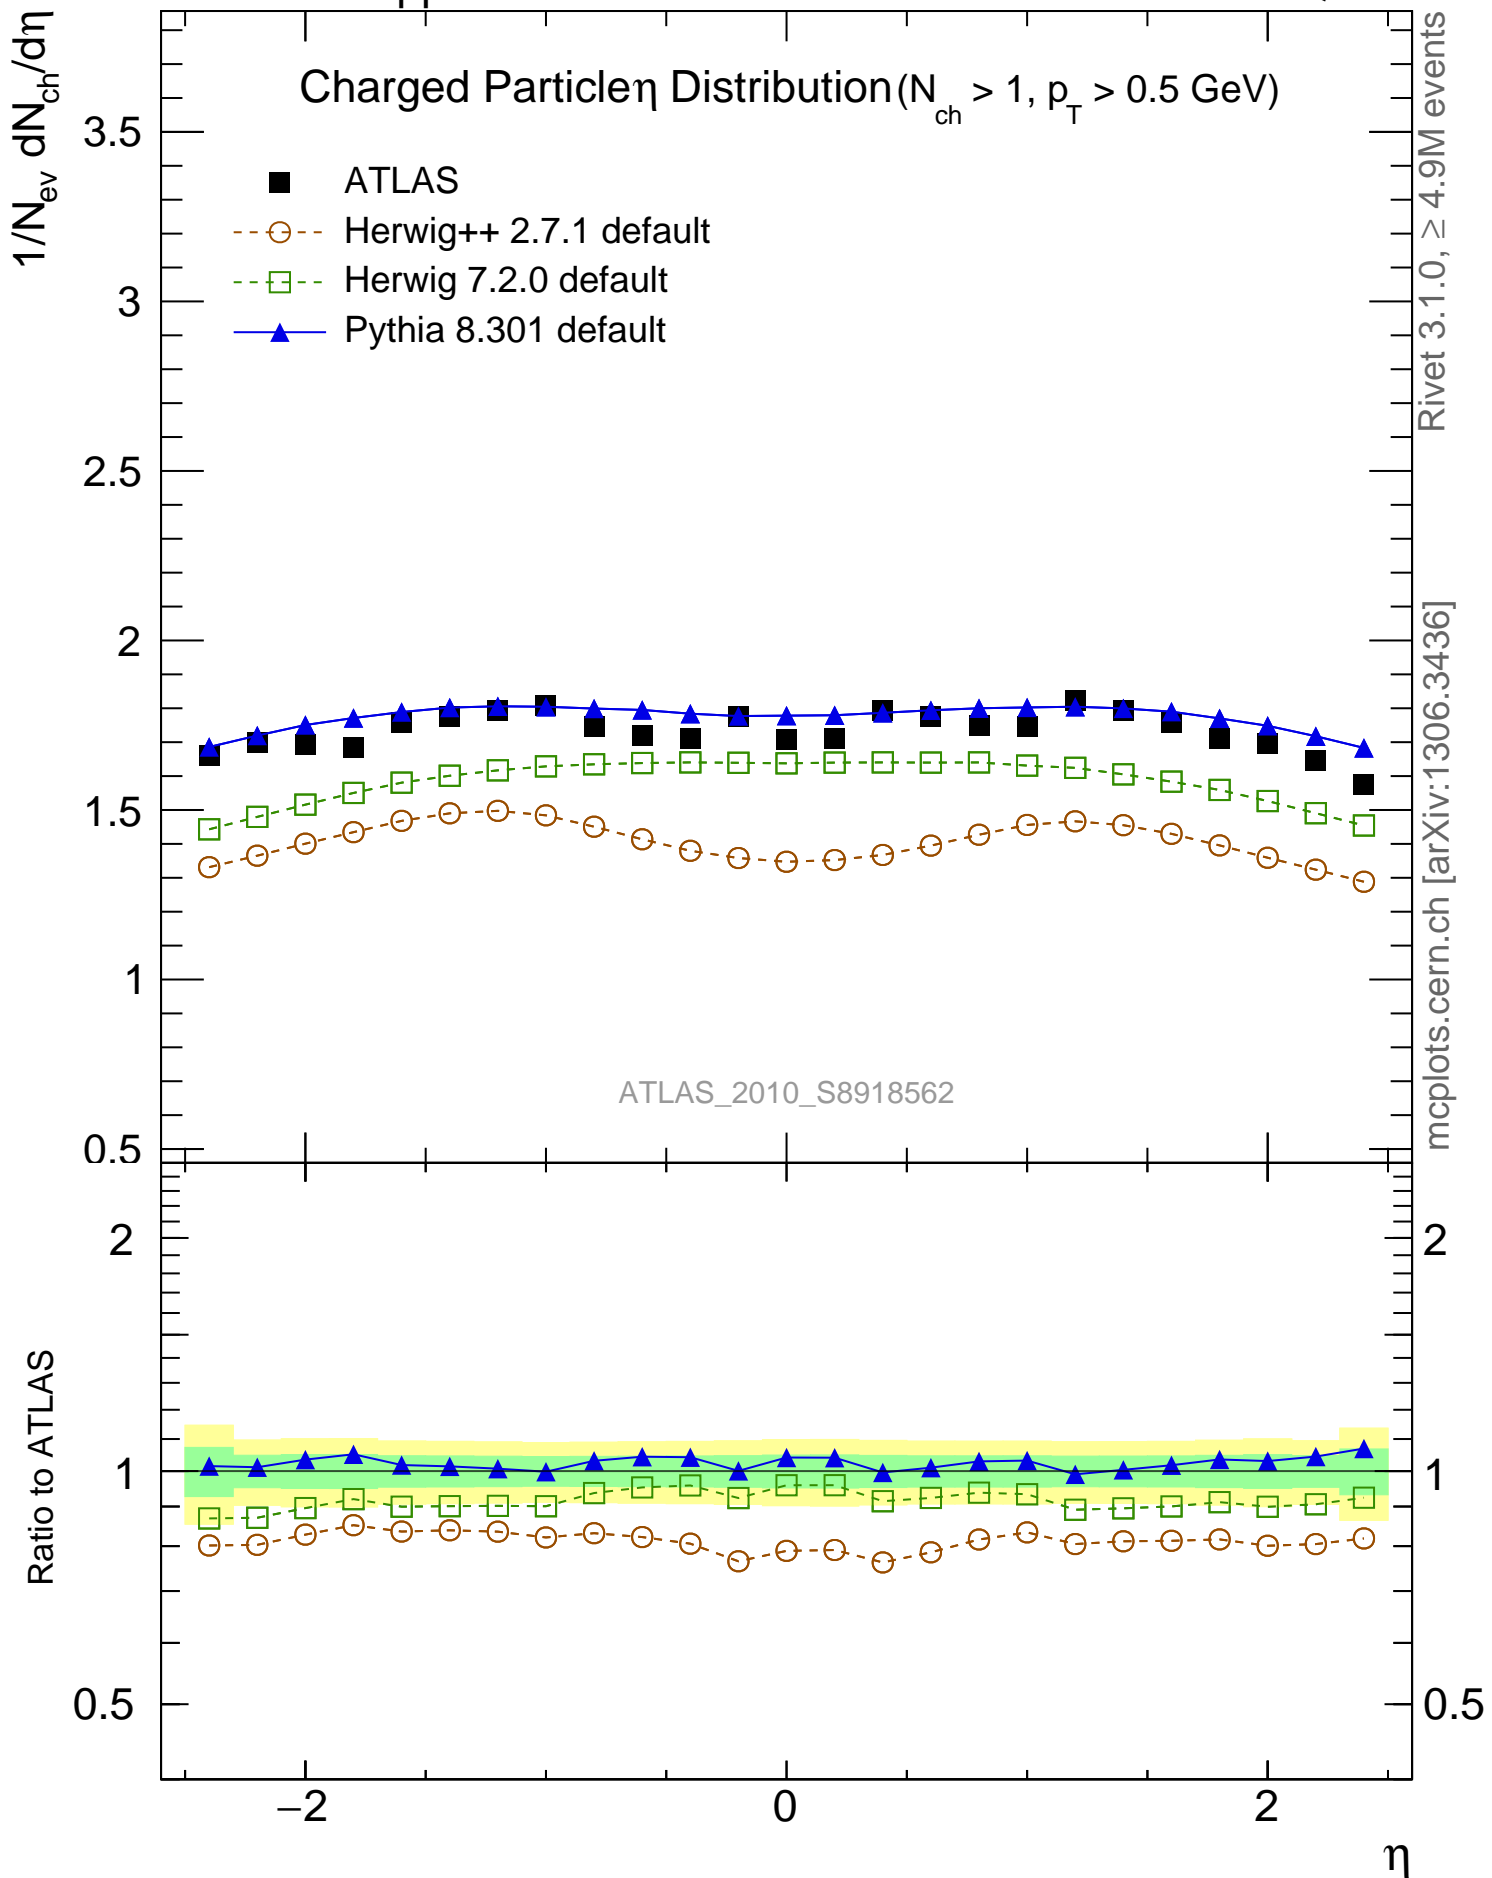 1/N_ev dN_ch/dη
Charged Particleη Distribution (N_ch > 1, p_T > 0.5 GeV)
ATLAS
Herwig++ 2.7.1 default
Herwig 7.2.0 default
Pythia 8.301 default
3.5
3
2.5
2
1.5
1
0.5
ATLAS_2010_S8918562
Rivet 3.1.0, ≥ 4.9M events
mcplots.cern.ch [arXiv:1306.3436]
Ratio to ATLAS
2
1
0.5
2
1
0.5
−2
0
2
η